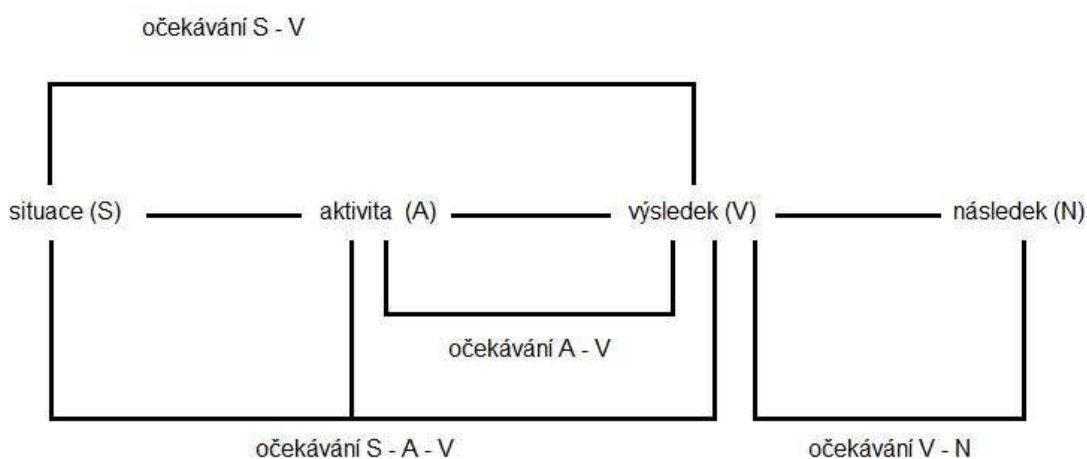 očekávání S - V
situace (S) aktivita (A) výsledek (V) následek (N)
očekávání A - V
očekávání S - A - V očekávání V - N